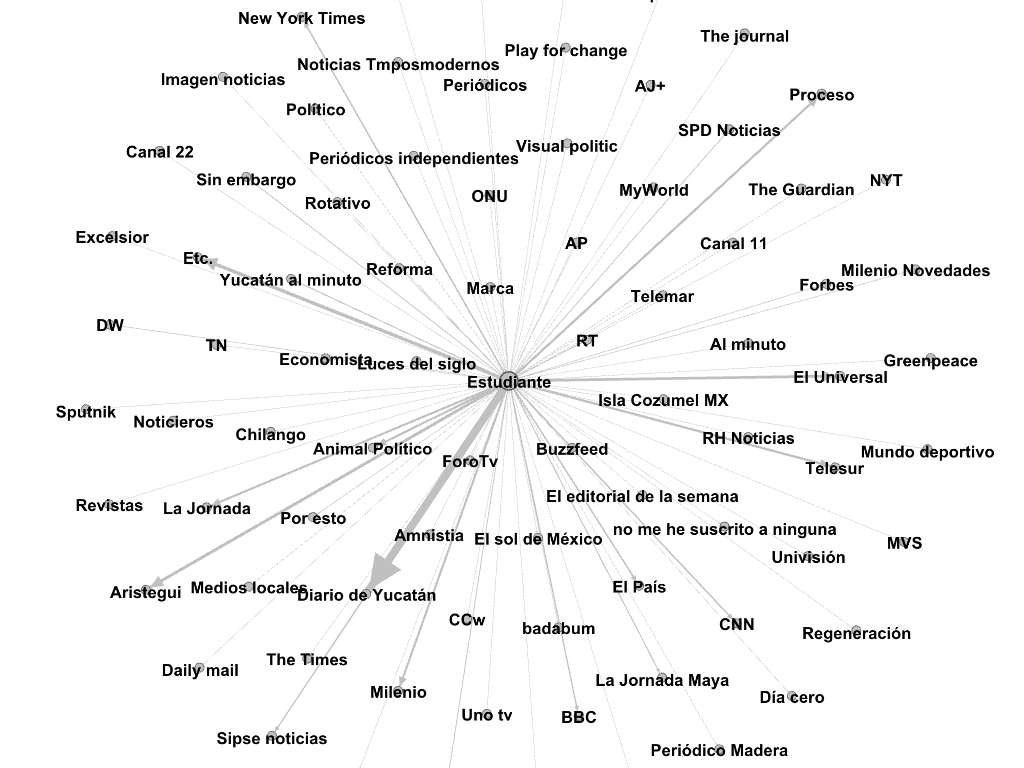 New York Times
The journal
Play for change
Noticias Tmposmodernos
Imagen noticias
Periódicos
AJ+
Proceso
Político
SPD Noticias
Canal 22
Periódicos independientes
Visual politic
Sin embargo
MyWorld
The Guardian
NYT
Rotativo
ONU
Excelsior
AP
Canal 11
Etc.
Yucatán al minuto
Reforma
Milenio Novedades
Forbes
Marca
Telemar
DW
TN
RT
Al minuto
Economista
Luces del siglo
Greenpeace
Estudiante
El Universal
Isla Cozumel MX
Sputnik
Noticieros
Chilango
Animal Político
ForoTv
Buzzfeed
RH Noticias
Mundo deportivo
Telesur
Revistas
La Jornada
Por esto
El editorial de la semana
Amnistia
El sol de México
no me he suscrito a ninguna
MVS
Univisión
Aristegui
Medios locales
Diario de Yucatán
El País
CCw
badabum
CNN
Regeneración
Daily mail
The Times
Milenio
La Jornada Maya
Día cero
Uno tv
BBC
Sipse noticias
Periódico Madera